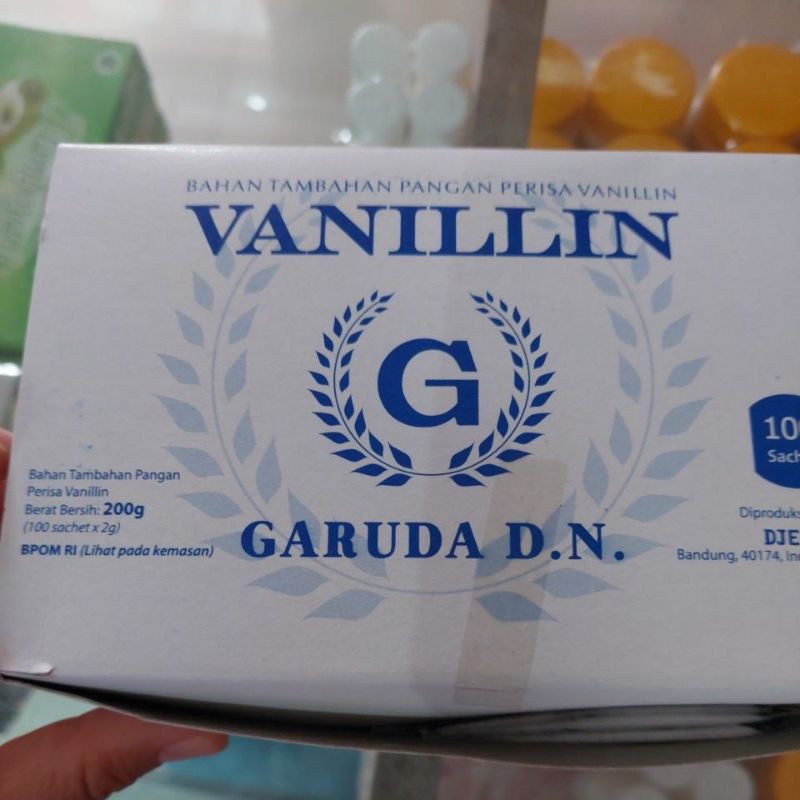 BAHAN TAMBAHAN PANGAN PERISA VANILLIN
VANILLIN
G
GARUDA D.N.
Bahan Tambahan Pangan
Perisa Vanillin
Berat Bersih: 200g
(100 sachet x 2g)
BPOM RI (Lihat pada kemasan)
Bandung, 40174,